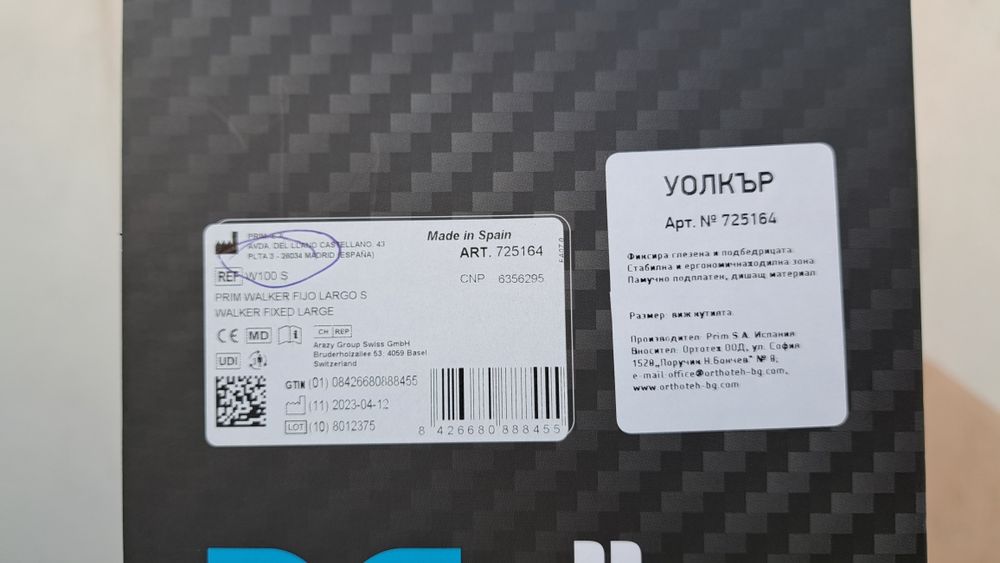 PRIM, S.A.
AVDA. DEL LLANO CASTELLANO, 43
PLTA 3 - 28034 MADRID (ESPAÑA)
Made in Spain
ART. 725164
REF W100 S
CNP 6356295
PRIM WALKER FIJO LARGO S
WALKER FIXED LARGE
CE MD CH REP
Arazy Group Swiss GmbH
Bruderholzallee 53; 4059 Basel
Switzerland
UDI
GTIN (01) 08426680888455
(11) 2023-04-12
LOT (10) 8012375
8 426680 888455
УОЛКЪР
Арт. № 725164
Фиксира глезена и подбедрицата.
Стабилна и ергономична ходилна зона.
Памучно подплатен, дишащ материал.
Размер: виж кутията.
Производител: Prim S.A. Испания.
Вносител: Ортотех ООД, ул. София
1528 „Поручик Н.Бончев" № 8;
e-mail-office@orthoteh-bg.com,
www.orthoteh-bg.com